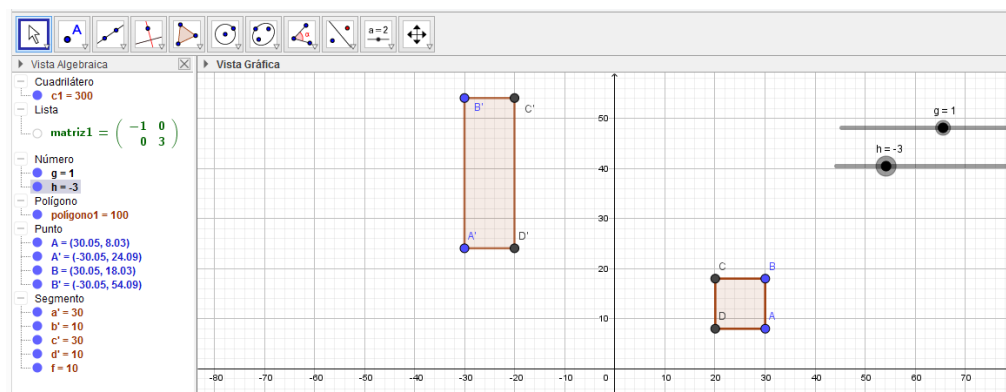 A
α
a=2
Vista Algebraica
Vista Gráfica
Cuadrilátero
c1 = 300
Lista
matriz1 = ( -1 0
0 3 )
Número
g = 1
h = -3
Polígono
polígono1 = 100
Punto
A = (30.05, 8.03)
A' = (-30.05, 24.09)
B = (30.05, 18.03)
B' = (-30.05, 54.09)
Segmento
a' = 30
b' = 10
c' = 30
d' = 10
f = 10
B' C'
A' D'
g = 1
h = -3
C B
D A
50
40
30
20
10
0
-80 -70 -60 -50 -40 -30 -20 -10 0 10 20 30 40 50 60 70